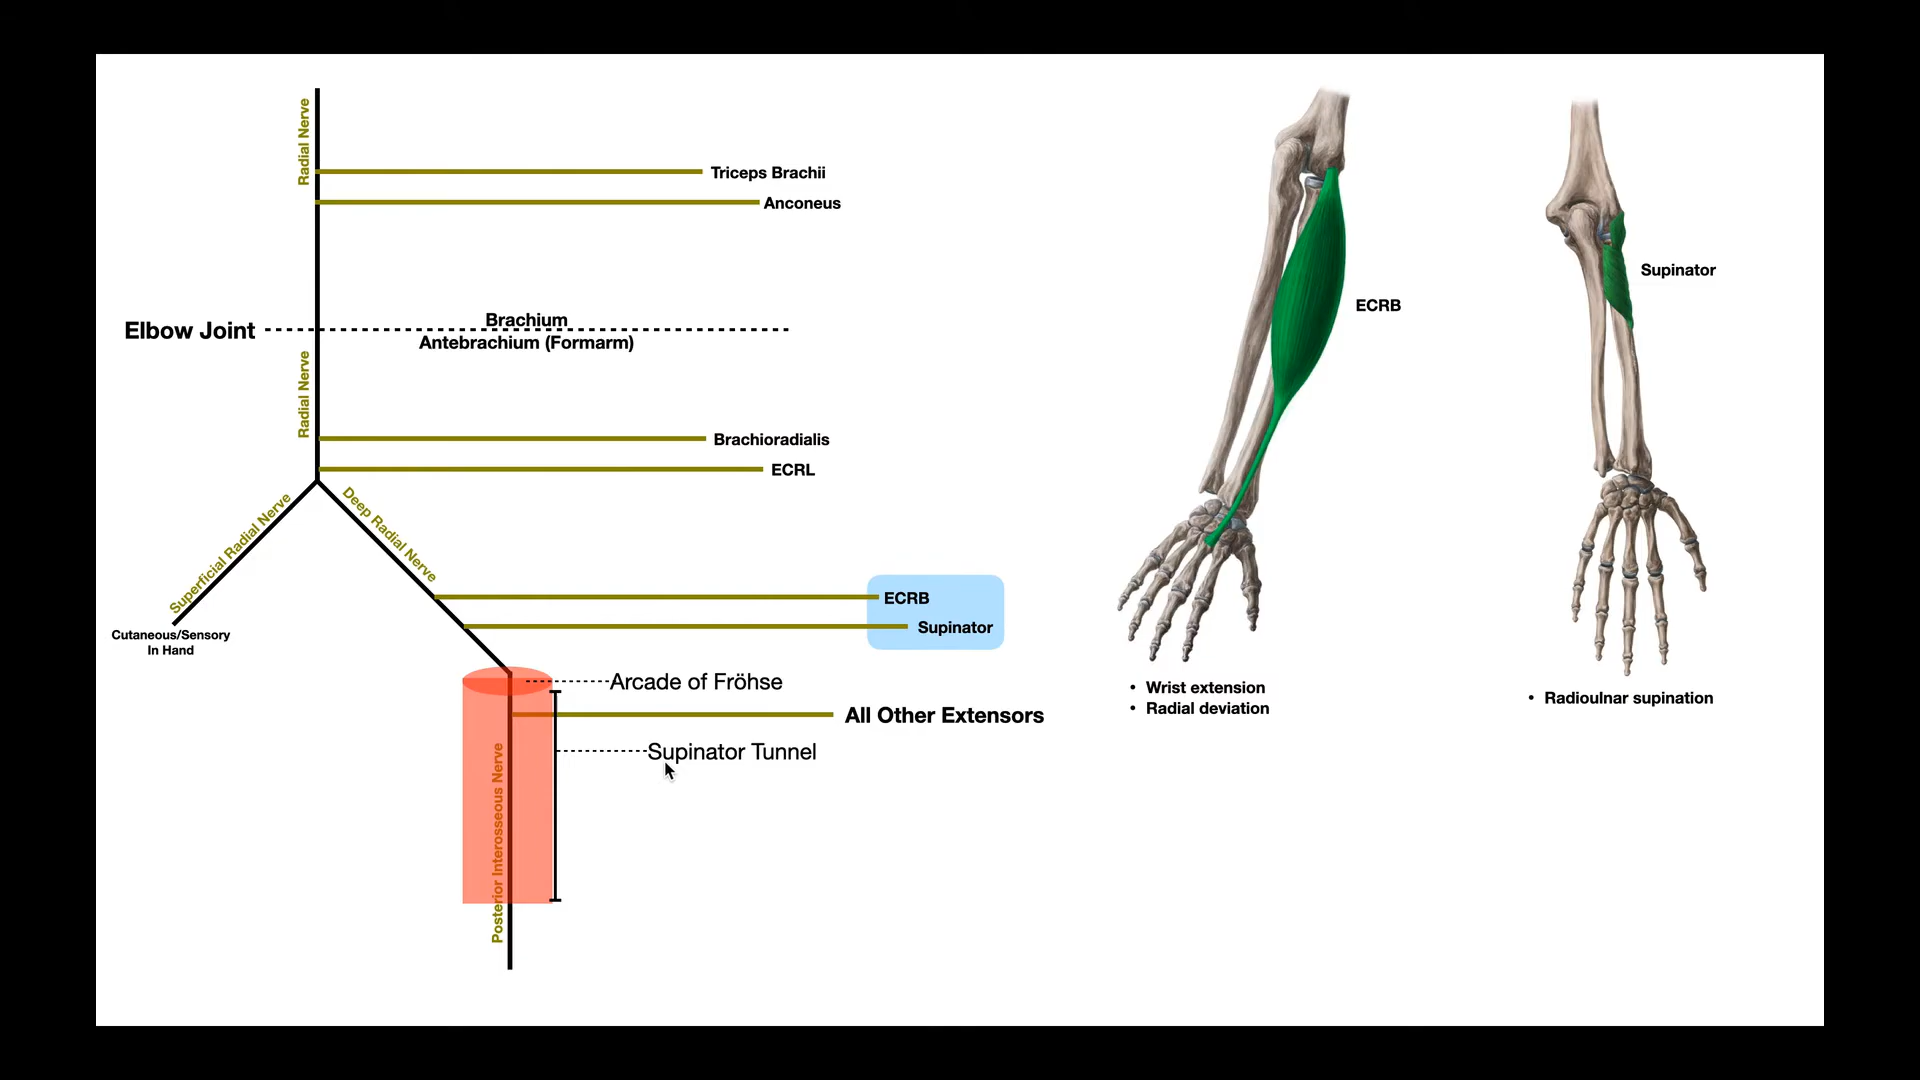 Radial Nerve
Triceps Brachii
Anconeus
Elbow Joint
Brachium
Antebrachium (Formarm)
Radial Nerve
Brachioradialis
ECRL
Superficial Radial Nerve
Deep Radial Nerve
Cutaneous/Sensory
In Hand
ECRB
Supinator
Arcade of Fröhse
All Other Extensors
Supinator Tunnel
Posterior Interosseous Nerve
ECRB
• Wrist extension
• Radial deviation
Supinator
• Radioulnar supination